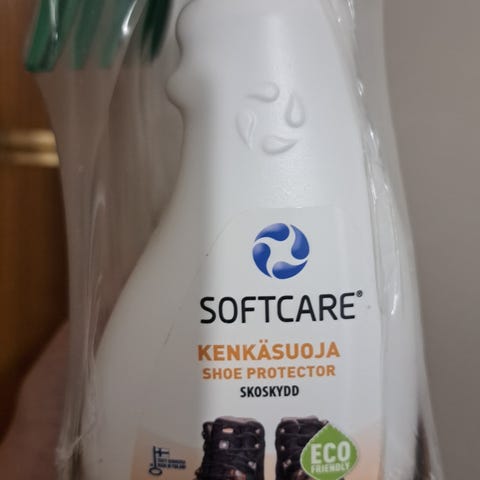 SOFTCARE®
KENKÄSUOJA
SHOE PROTECTOR
SKOSKYDD
ECO
FRIENDLY